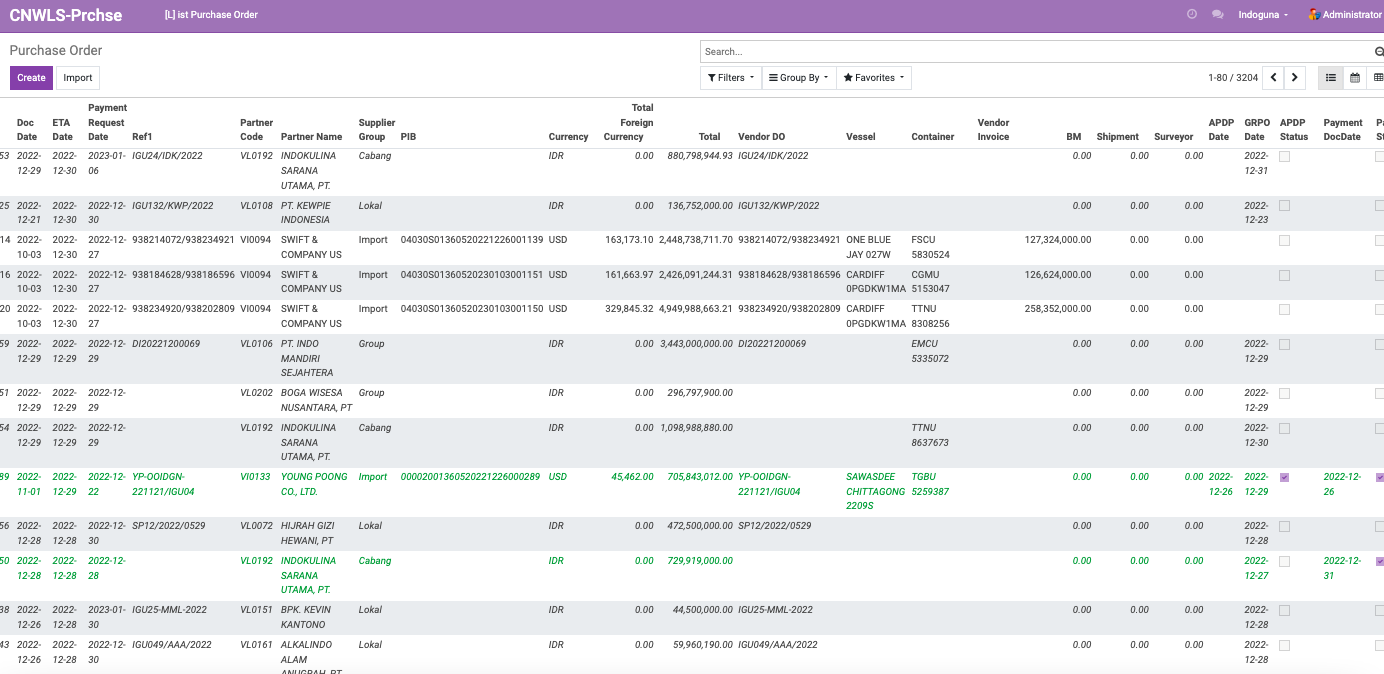 CNWLS-Prchse [L] ist Purchase Order Indoguna Administrator
Purchase Order
Search...
Create Import Filters Group By Favorites 1-80 / 3204
Payment Total
Doc ETA Request Partner Supplier Foreign Vendor APDP GRPO APDP Payment
Date Date Date Ref1 Code Partner Name Group PIB Currency Currency Total Vendor DO Vessel Container Invoice BM Shipment Surveyor Date Date Status DocDate
53 2022- 2022- 2023-01- IGU24/IDK/2022 VL0192 INDOKULINA Cabang IDR 0.00 880,798,944.93 IGU24/IDK/2022 0.00 0.00 0.00 2022-
12-29 12-30 06 SARANA 12-31
UTAMA, PT.
25 2022- 2022- 2022-12- IGU132/KWP/2022 VL0108 PT. KEWPIE Lokal IDR 0.00 136,752,000.00 IGU132/KWP/2022 0.00 0.00 0.00 2022-
12-21 12-30 30 INDONESIA 12-23
14 2022- 2022- 2022-12- 938214072/938234921 VI0094 SWIFT & Import 04030S01360520221226001139 USD 163,173.10 2,448,738,711.70 938214072/938234921 ONE BLUE FSCU 127,324,000.00 0.00 0.00
10-03 12-30 27 COMPANY US JAY 027W 5830524
16 2022- 2022- 2022-12- 938184628/938186596 VI0094 SWIFT & Import 04030S01360520230103001151 USD 161,663.97 2,426,091,244.31 938184628/938186596 CARDIFF CGMU 126,624,000.00 0.00 0.00
10-03 12-30 27 COMPANY US 0PGDKW1MA 5153047
20 2022- 2022- 2022-12- 938234920/938202809 VI0094 SWIFT & Import 04030S01360520230103001150 USD 329,845.32 4,949,988,663.21 938234920/938202809 CARDIFF TTNU 258,352,000.00 0.00 0.00
10-03 12-30 27 COMPANY US 0PGDKW1MA 8308256
59 2022- 2022- 2022-12- DI20221200069 VL0106 PT. INDO Group IDR 0.00 3,443,000,000.00 DI20221200069 EMCU 0.00 0.00 0.00 2022-
12-29 12-29 29 MANDIRI 5335072 12-29
SEJAHTERA
51 2022- 2022- 2022-12- VL0202 BOGA WISESA Group IDR 0.00 296,797,900.00 0.00 0.00 0.00 2022-
12-29 12-29 29 NUSANTARA, PT 12-29
54 2022- 2022- 2022-12- VL0192 INDOKULINA Cabang IDR 0.00 1,098,988,880.00 TTNU 0.00 0.00 0.00 2022-
12-29 12-29 29 SARANA 8637673 12-30
UTAMA, PT.
89 2022- 2022- 2022-12- YP-OOIDGN- VI0133 YOUNG POONG Import 00002001360520221226000289 USD 45,462.00 705,843,012.00 YP-OOIDGN- SAWASDEE TGBU 0.00 0.00 0.00 2022- 2022- 2022-12-
11-01 12-29 22 221121/IGU04 CO., LTD. 221121/IGU04 CHITTAGONG 5259387 12-26 12-29 26
2209S
56 2022- 2022- 2022-12- SP12/2022/0529 VL0072 HIJRAH GIZI Lokal IDR 0.00 472,500,000.00 SP12/2022/0529 0.00 0.00 0.00 2022-
12-28 12-28 30 HEWANI, PT 12-28
50 2022- 2022- 2022-12- VL0192 INDOKULINA Cabang IDR 0.00 729,919,000.00 0.00 0.00 0.00 2022- 2022-12-
12-28 12-28 28 SARANA 12-27 31
UTAMA, PT.
38 2022- 2022- 2023-01- IGU25-MML-2022 VL0151 BPK. KEVIN Lokal IDR 0.00 44,500,000.00 IGU25-MML-2022 0.00 0.00 0.00 2022-
12-26 12-28 30 KANTONO 12-28
43 2022- 2022- 2022-12- IGU049/AAA/2022 VL0161 ALKALINDO Lokal IDR 0.00 59,960,190.00 IGU049/AAA/2022 0.00 0.00 0.00 2022-
12-26 12-28 30 ALAM 12-28